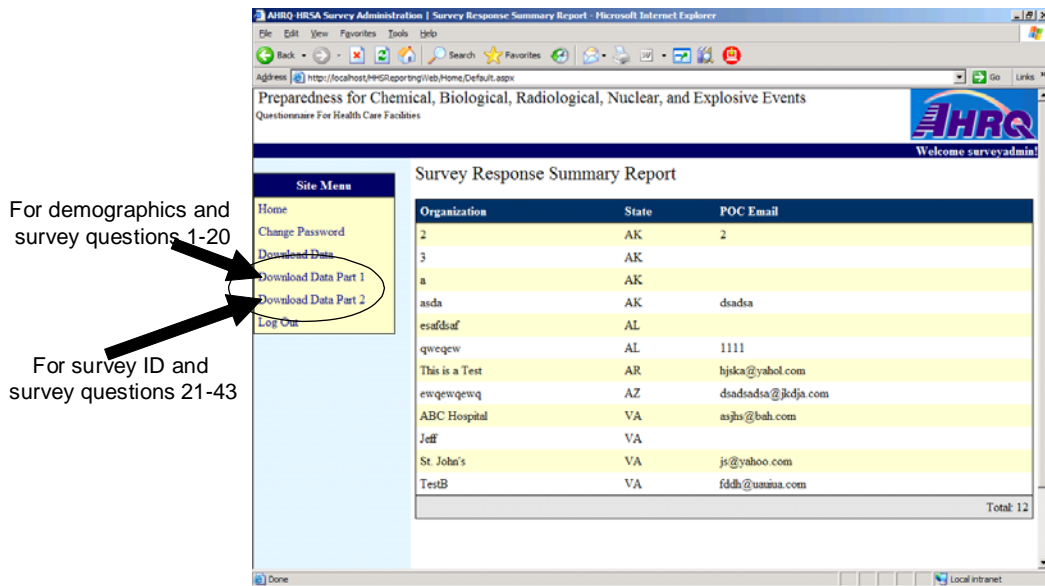 AHRQ-HRSA Survey Administration | Survey Response Summary Report - Microsoft Internet Explorer
File Edit View Favorites Tools Help
Back Search Favorites
Address http://localhost/HHSReportingWeb/Home/Default.aspx Go Links
Preparedness for Chemical, Biological, Radiological, Nuclear, and Explosive Events
Questionnaire For Health Care Facilities
AHRQ
Welcome surveyadmin!
For demographics and
survey questions 1-20
For survey ID and
survey questions 21-43
Site Menu
Home
Change Password
Download Data
Download Data Part 1
Download Data Part 2
Log Out
Survey Response Summary Report
Organization State POC Email
2 AK 2
3 AK
a AK
asda AK dsadsa
esafdsaf AL
qweqew AL 1111
This is a Test AR hjska@yahol.com
ewqewqewq AZ dsadsadsa@jkdja.com
ABC Hospital VA asjhs@bah.com
Jeff VA
St. John's VA js@yahoo.com
TestB VA fddh@uauiua.com
Total: 12
Done Local intranet